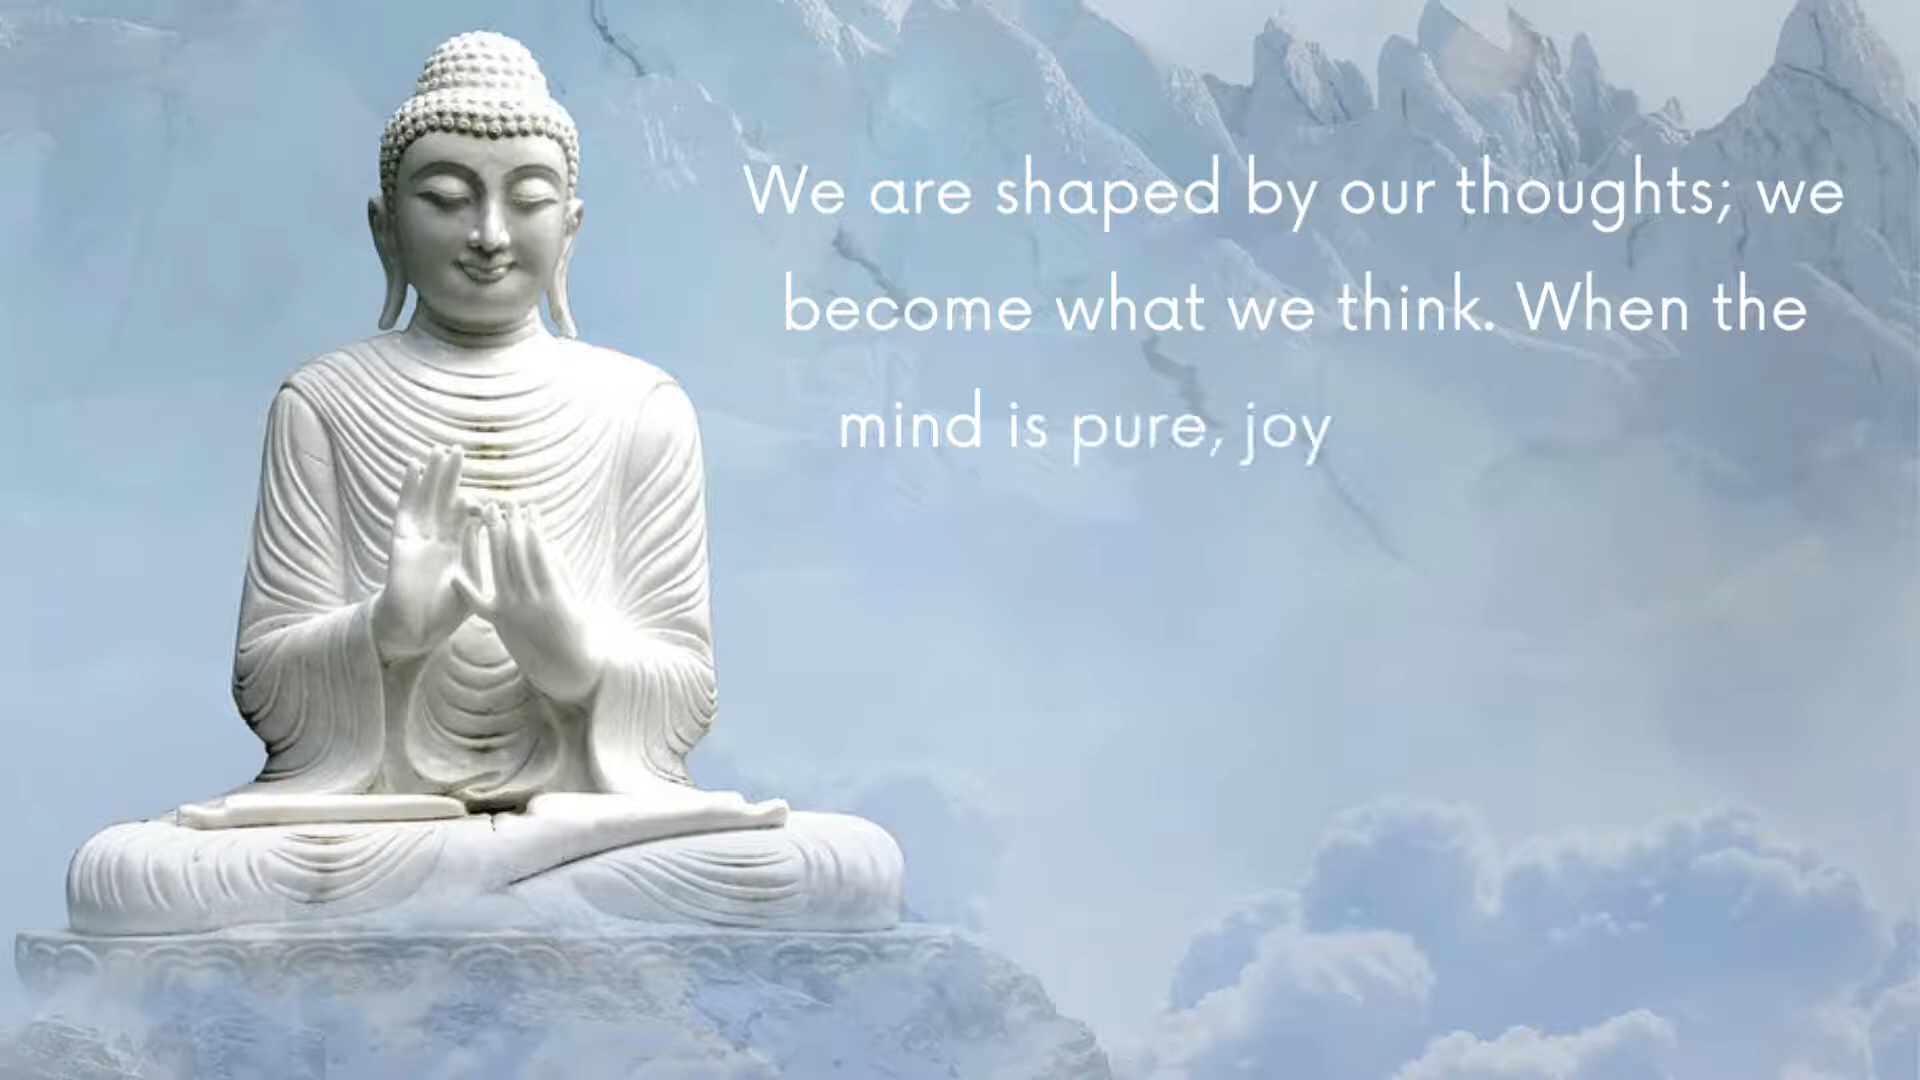 We are shaped by our thoughts; we
become what we think. When the
mind is pure, joy